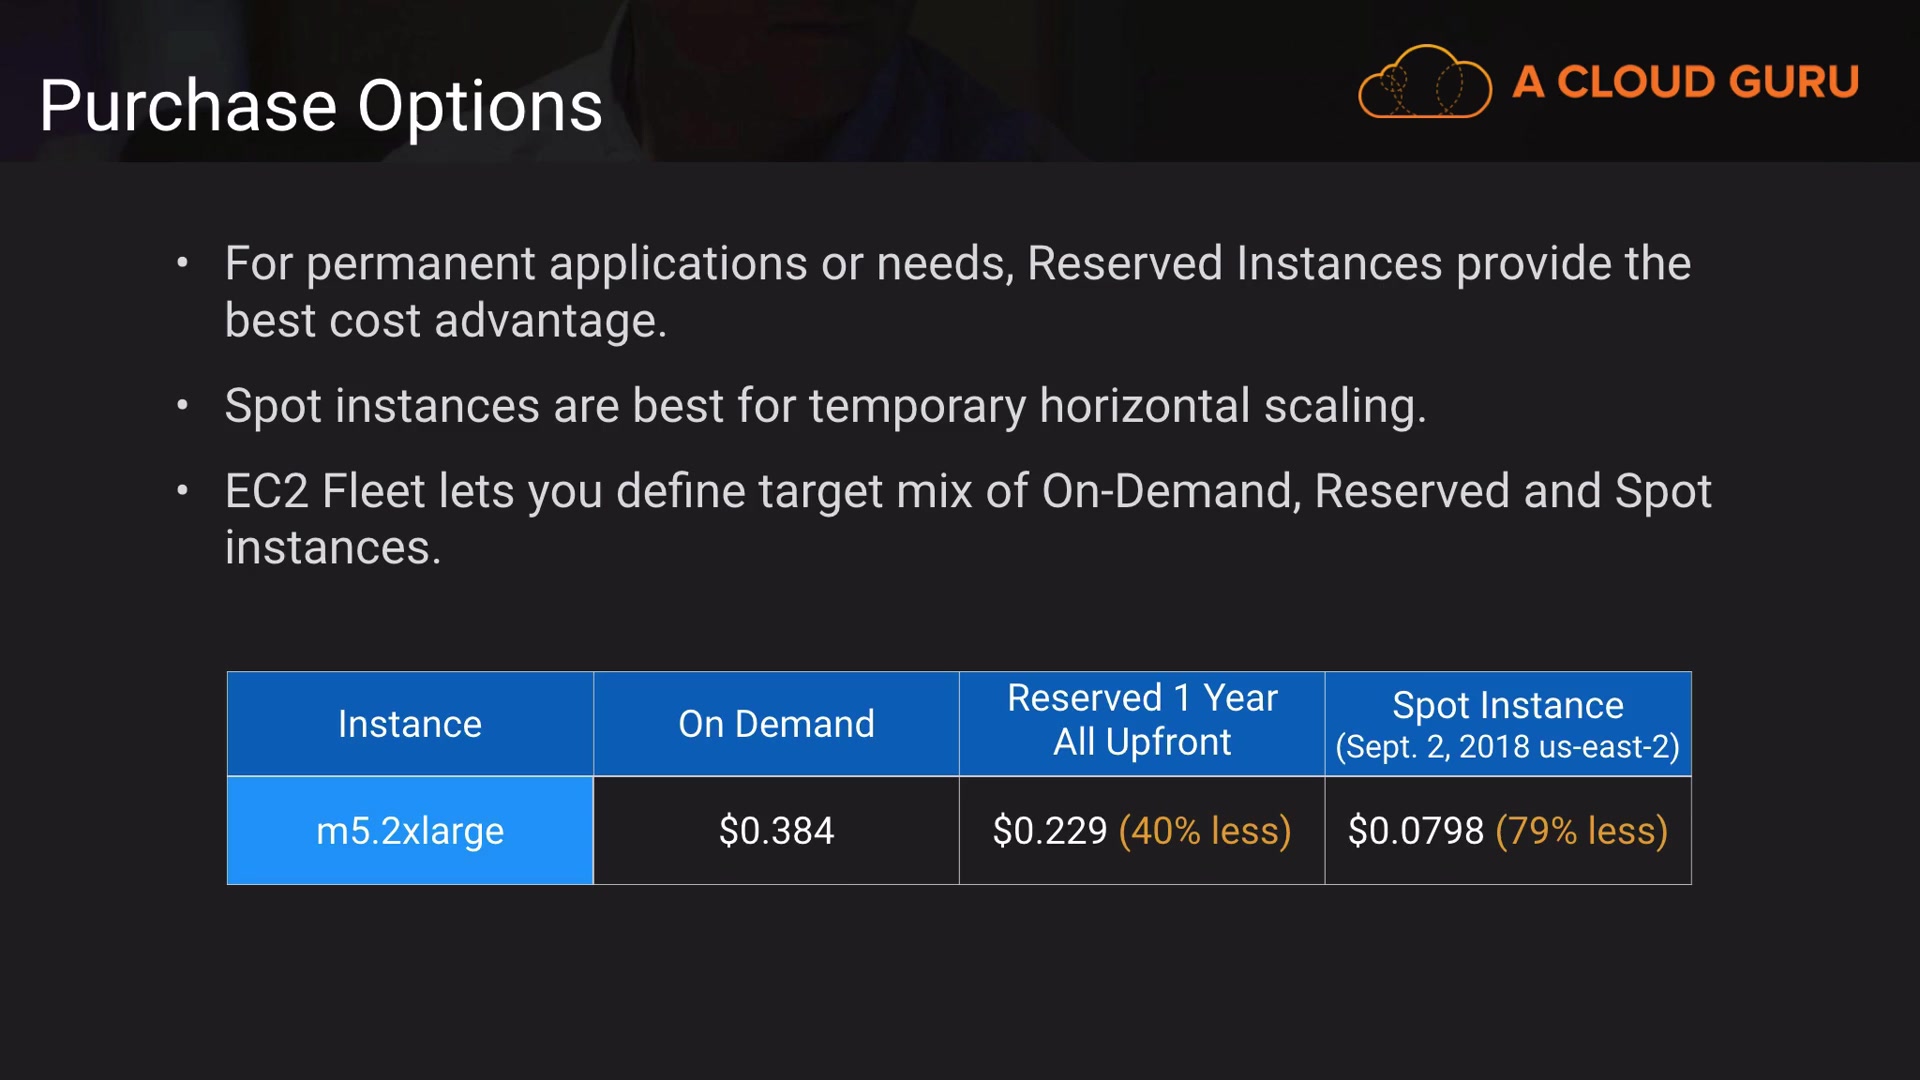 Purchase Options
A CLOUD GURU
• For permanent applications or needs, Reserved Instances provide the
best cost advantage.
• Spot instances are best for temporary horizontal scaling.
• EC2 Fleet lets you define target mix of On-Demand, Reserved and Spot
instances.
Instance
On Demand
Reserved 1 Year
All Upfront
Spot Instance
(Sept. 2, 2018 us-east-2)
m5.2xlarge
$0.384
$0.229 (40% less)
$0.0798 (79% less)